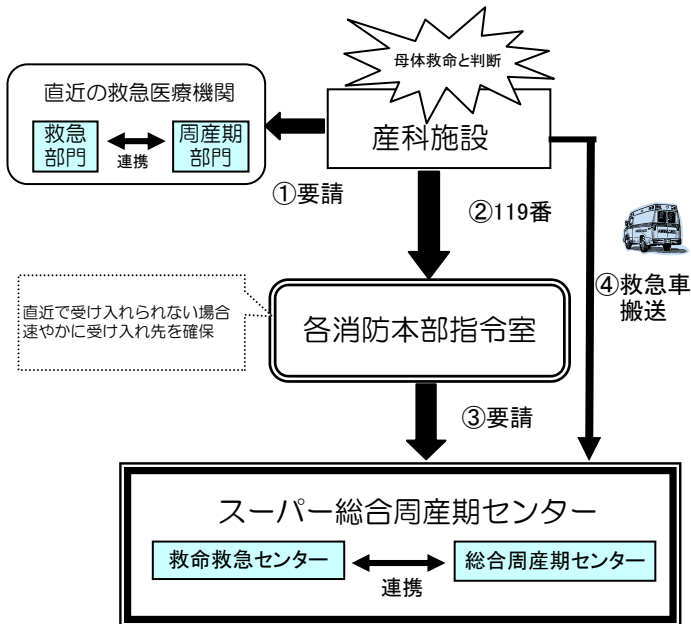 母体救命と判断
産科施設
直近の救急医療機関
救急
部門
連携
周産期
部門
①要請
②119番
④救急車
搬送
直近で受け入れられない場合
速やかに受け入れ先を確保
各消防本部指令室
③要請
スーパー総合周産期センター
救命救急センター
連携
総合周産期センター